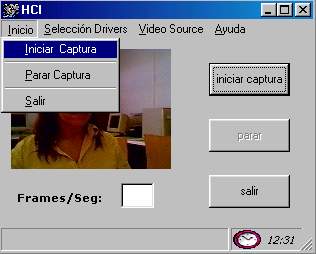 HCI
Inicio Selección Drivers Video Source Ayuda
Iniciar Captura
Parar Captura
Salir
iniciar captura
parar
salir
Frames/Seg:
12:31